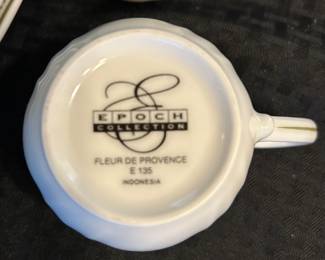 EPOCH
COLLECTION
FLEUR DE PROVENCE
E 135
INDONESIA